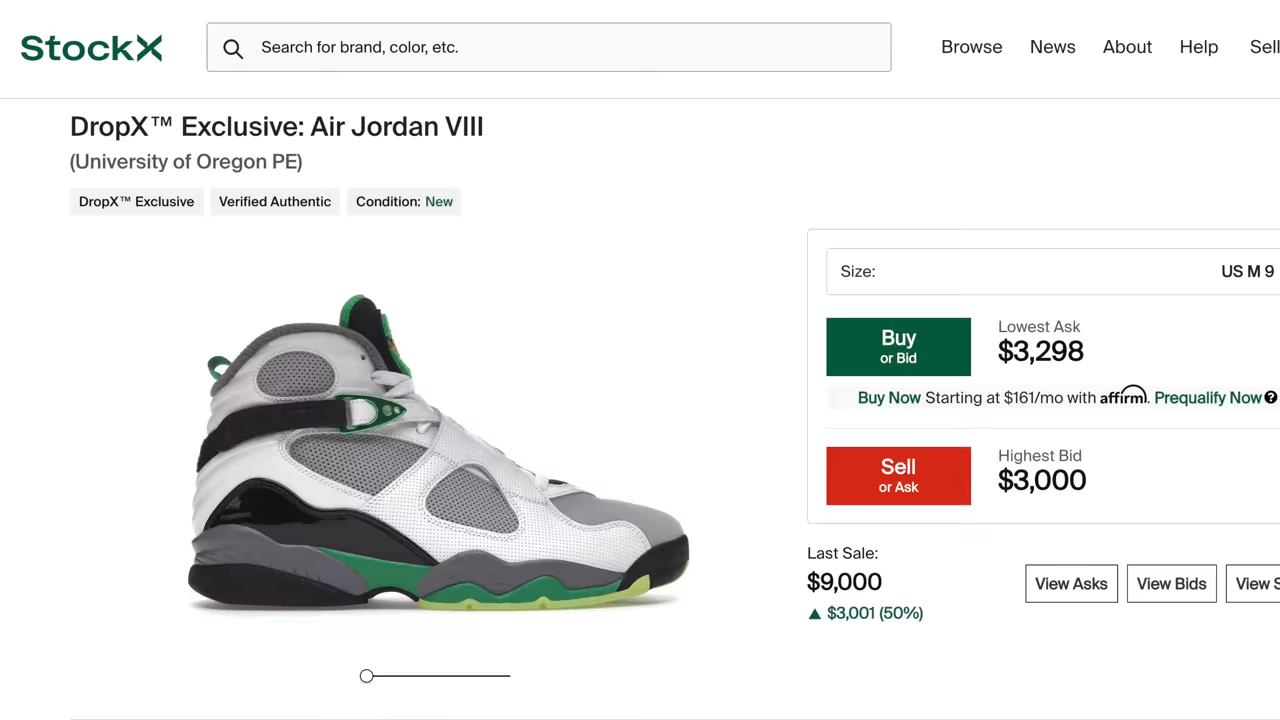 StockX
Search for brand, color, etc.
Browse News About Help Sell
DropX™ Exclusive: Air Jordan VIII
(University of Oregon PE)
DropX™ Exclusive Verified Authentic Condition: New
Size: US M 9
Buy
or Bid
Lowest Ask
$3,298
Buy Now Starting at $161/mo with affirm. Prequalify Now
Sell
or Ask
Highest Bid
$3,000
Last Sale:
$9,000
▲ $3,001 (50%)
View Asks View Bids View S